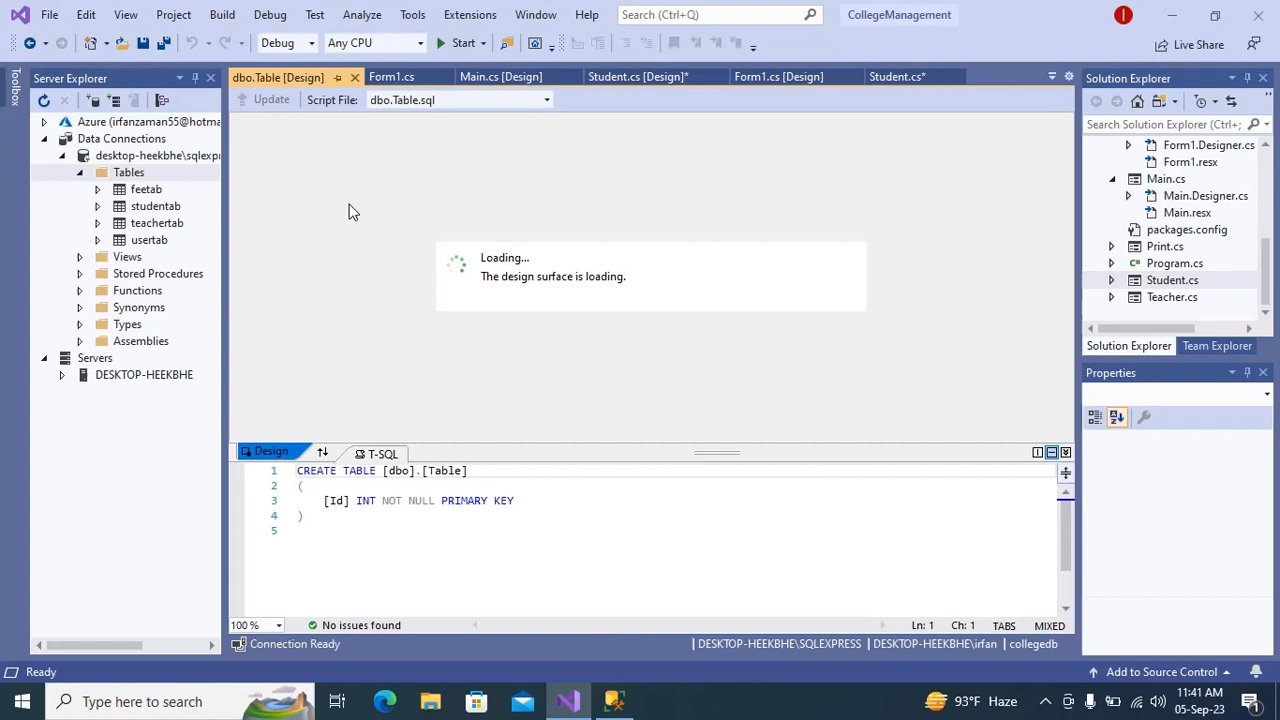 File Edit View Project Build Debug Test Analyze Tools Extensions Window Help Search (Ctrl+Q) CollegeManagement
Debug Any CPU Start Live Share
Toolbox
Server Explorer
Azure (irfanzaman55@hotma
Data Connections
desktop-heekbhe\sqlexpr
Tables
feetab
studentab
teachertab
usertab
Views
Stored Procedures
Functions
Synonyms
Types
Assemblies
Servers
DESKTOP-HEEKBHE
dbo.Table [Design] Form1.cs Main.cs [Design] Student.cs [Design]* Form1.cs [Design] Student.cs*
Update Script File: dbo.Table.sql
Loading...
The design surface is loading.
Design T-SQL
1 CREATE TABLE [dbo].[Table]
2 (
3 [Id] INT NOT NULL PRIMARY KEY
4 )
5
100 % No issues found Ln: 1 Ch: 1 TABS MIXED
Connection Ready DESKTOP-HEEKBHE\SQLEXPRESS DESKTOP-HEEKBHE\irfan collegedb
Solution Explorer
Search Solution Explorer (Ctrl+;
Form1.Designer.cs
Form1.resx
Main.cs
Main.Designer.cs
Main.resx
packages.config
Print.cs
Program.cs
Student.cs
Teacher.cs
Solution Explorer Team Explorer
Properties
Ready Add to Source Control
Type here to search 93°F Haze 11:41 AM
05-Sep-23